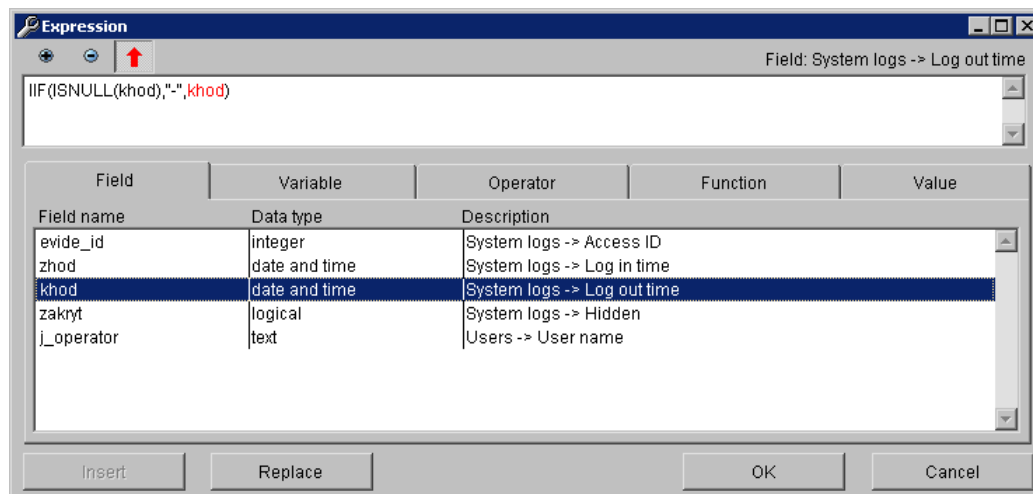 Expression
Field: System logs -> Log out time
IIF(ISNULL(khod),"-",khod)
Field Variable Operator Function Value
Field name Data type Description
evide_id integer System logs -> Access ID
zhod date and time System logs -> Log in time
khod date and time System logs -> Log out time
zakryt logical System logs -> Hidden
j_operator text Users -> User name
Insert Replace OK Cancel